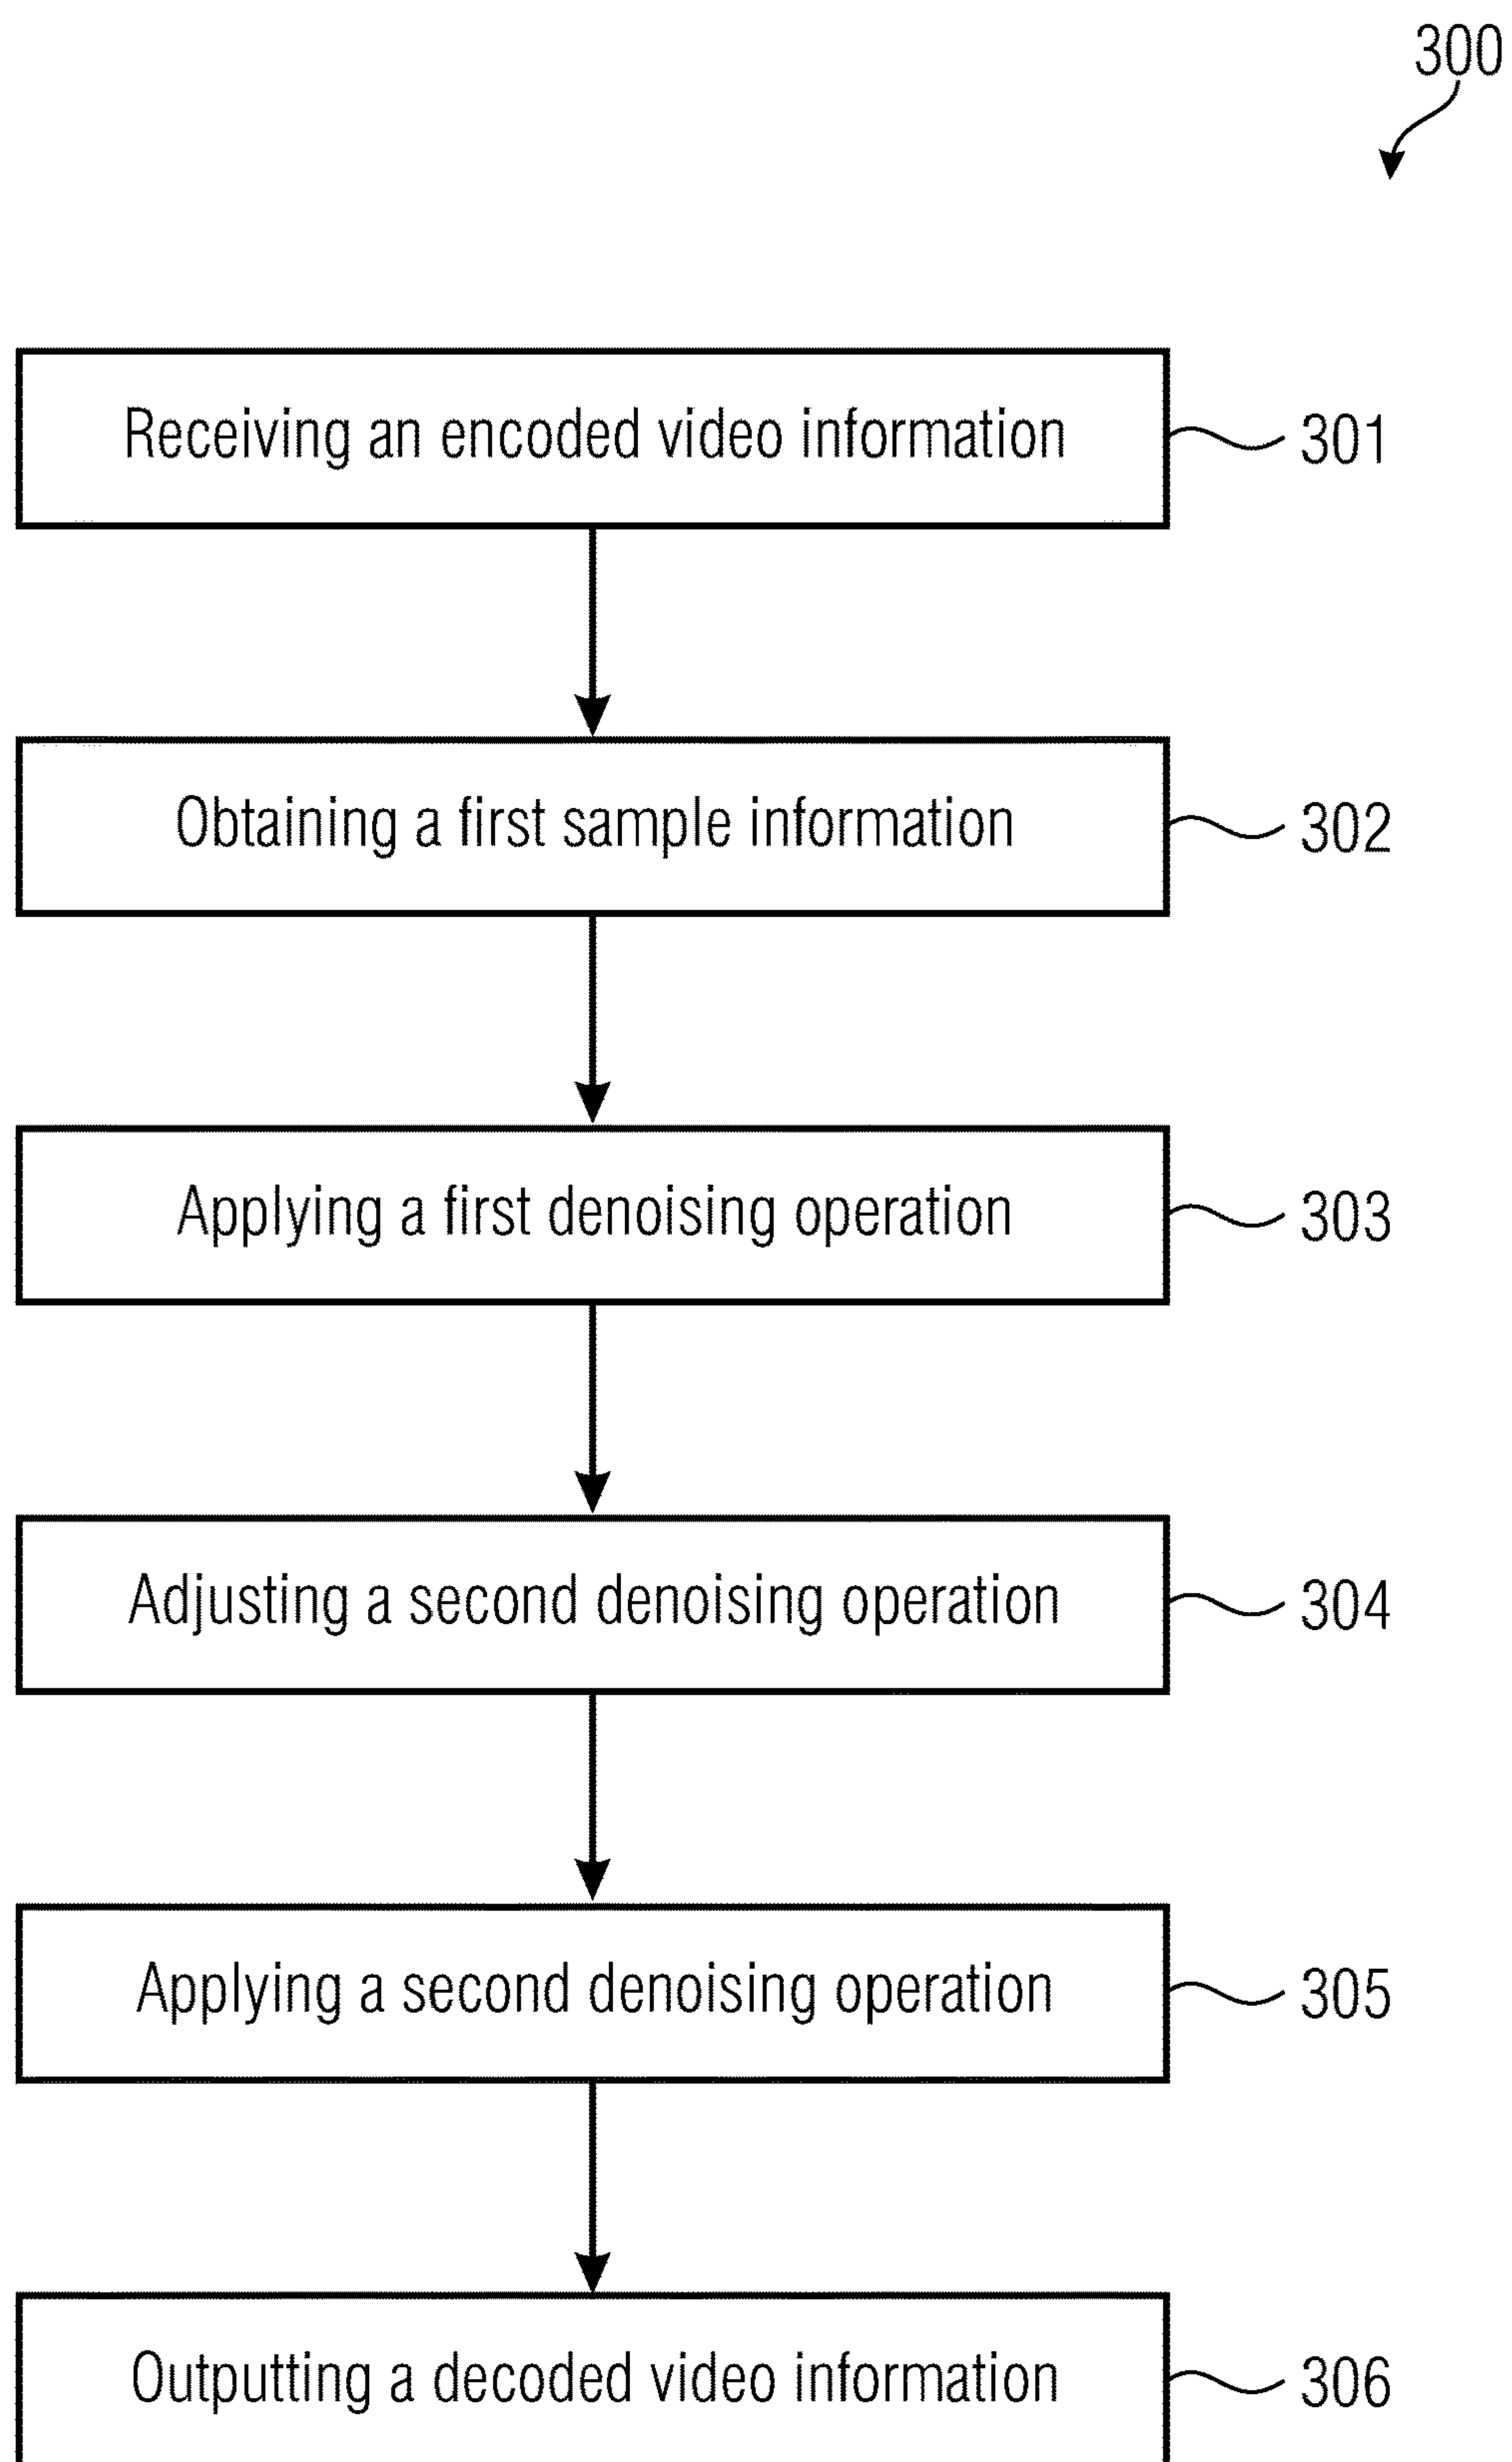 300
Receiving an encoded video information
301
Obtaining a first sample information
302
Applying a first denoising operation
303
Adjusting a second denoising operation
304
Applying a second denoising operation
305
Outputting a decoded video information
306